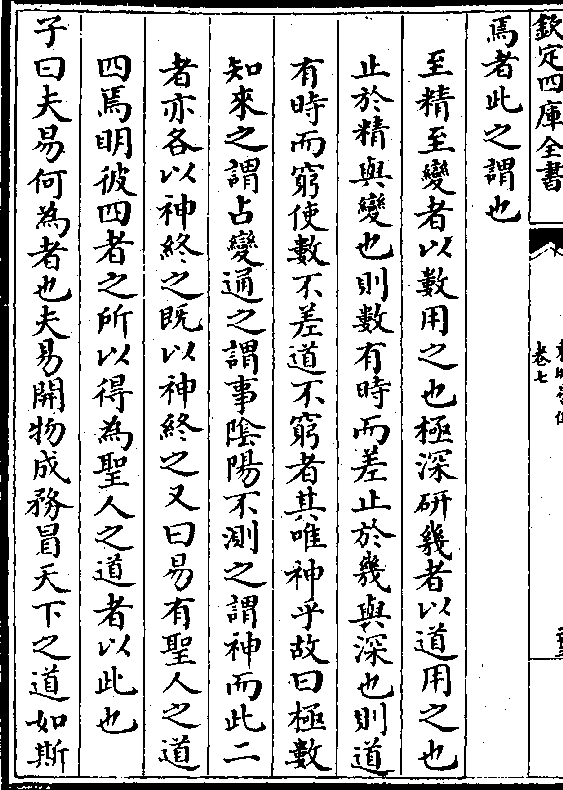 欽定四庫全書
卷七
焉者此之謂也
至精至變者以數用之也極深研幾者以道用之也
止於精與變也則數有時而差止於幾與深也則道
有時而窮使數不差道不窮者其唯神乎故曰極數
知來之謂占變通之謂事陰陽不測之謂神而此二
者亦各以神終之既以神終之又曰易有聖人之道
四焉明彼四者之所以得為聖人之道者以此也
子曰夫易何為者也夫易開物成務冒天下之道如斯